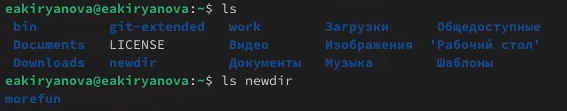 eakiryanova@eakiryanova:~$ ls
bin git-extended work Загрузки Общедоступные
Documents LICENSE Видео Изображения 'Рабочий стол'
Downloads newdir Документы Музыка Шаблоны
eakiryanova@eakiryanova:~$ ls newdir
morefun